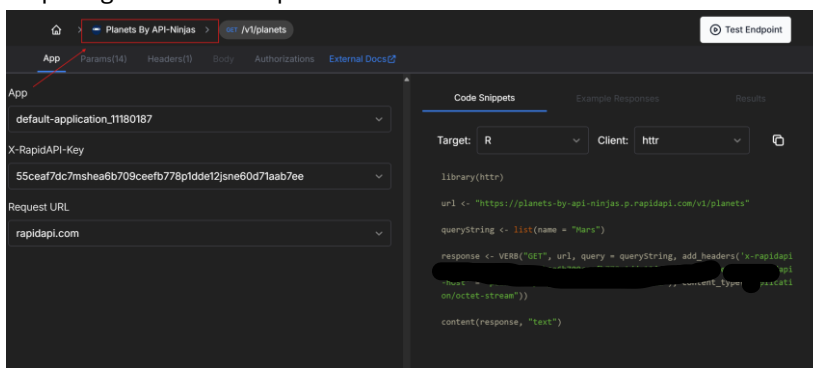 Planets By API-Ninjas > GET /v1/planets
Test Endpoint
App Params(14) Headers(1) Body Authorizations External Docs
App
default-application_11180187
X-RapidAPI-Key
55ceaf7dc7mshea6b709ceefb778p1dde12jsne60d71aab7ee
Request URL
rapidapi.com
Code Snippets Example Responses Results
Target: R Client: httr
library(httr)
url <- "https://planets-by-api-ninjas.p.rapidapi.com/v1/planets"
queryString <- list(name = "Mars")
response <- VERB("GET", url, query = queryString, add_headers('x-rapidapi
-host' =
on/octet-stream"))
content(response, "text")